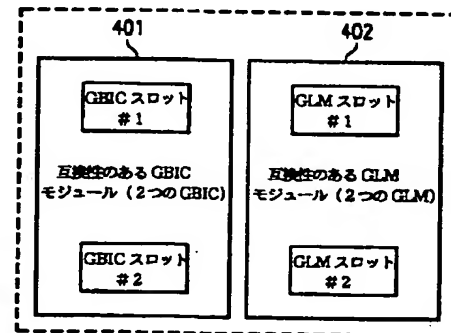 401
GBIC スロット
#1
互換性のある GBIC
モジュール (2つの GBIC)
GBIC スロット
#2
402
GLM スロット
#1
互換性のある GLM
モジュール (2つの GLM)
GLM スロット
#2